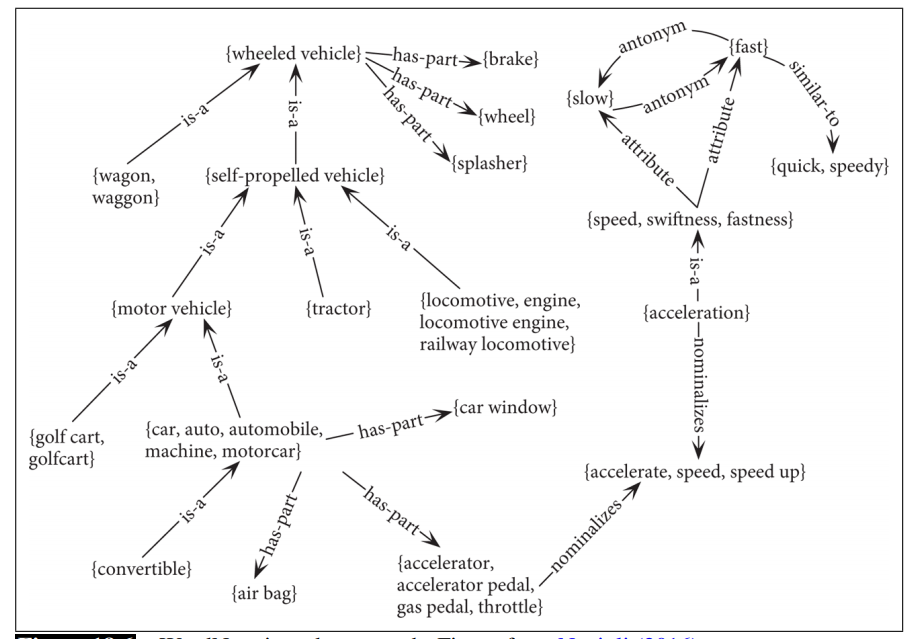 {wheeled vehicle}
has-part
{brake}
has-part
{wheel}
has-part
{splasher}
is-a
is-a
{wagon,
waggon}
{self-propelled vehicle}
antonym
{fast}
{slow}
antonym
similar-to
{quick, speedy}
attribute
attribute
{speed, swiftness, fastness}
is-a
is-a
is-a
is-a
{motor vehicle}
{tractor}
{locomotive, engine,
locomotive engine,
railway locomotive}
{acceleration}
nominalizes
is-a
is-a
{golf cart,
golfcart}
{car, auto, automobile,
machine, motorcar}
has-part
{car window}
{accelerate, speed, speed up}
is-a
has-part
has-part
nominalizes
{convertible}
{air bag}
{accelerator,
accelerator pedal,
gas pedal, throttle}